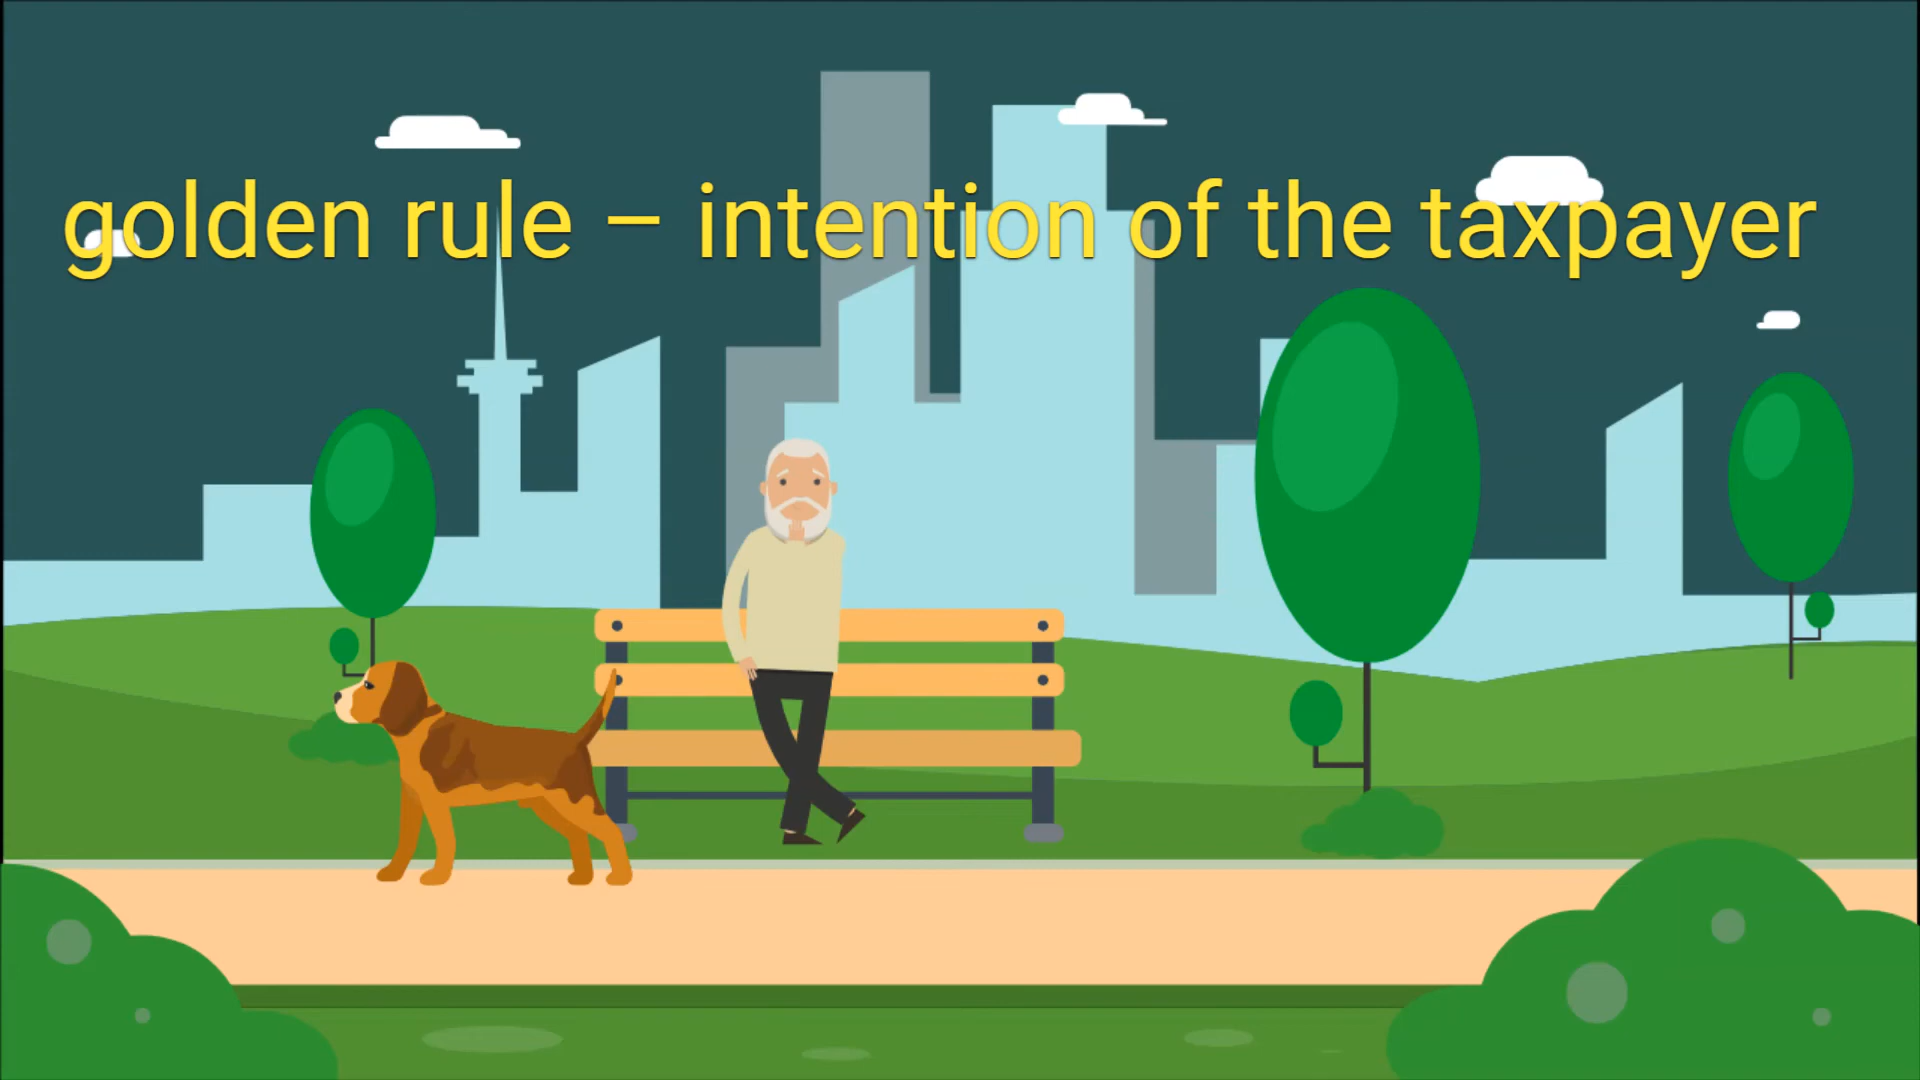 golden rule – intention of the taxpayer